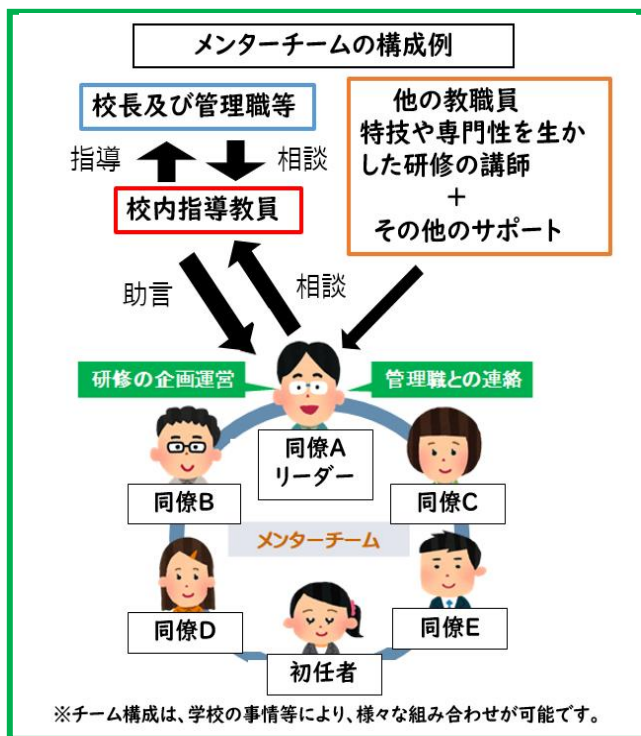 メンターチームの構成例
校長及び管理職等
指導
相談
校内指導教員
他の教職員
特技や専門性を生か
した研修の講師
+
その他のサポート
助言
相談
研修の企画運営
管理職との連絡
同僚A
リーダー
同僚B
同僚C
メンターチーム
同僚D
同僚E
初任者
※チーム構成は、学校の事情等により、様々な組み合わせが可能です。